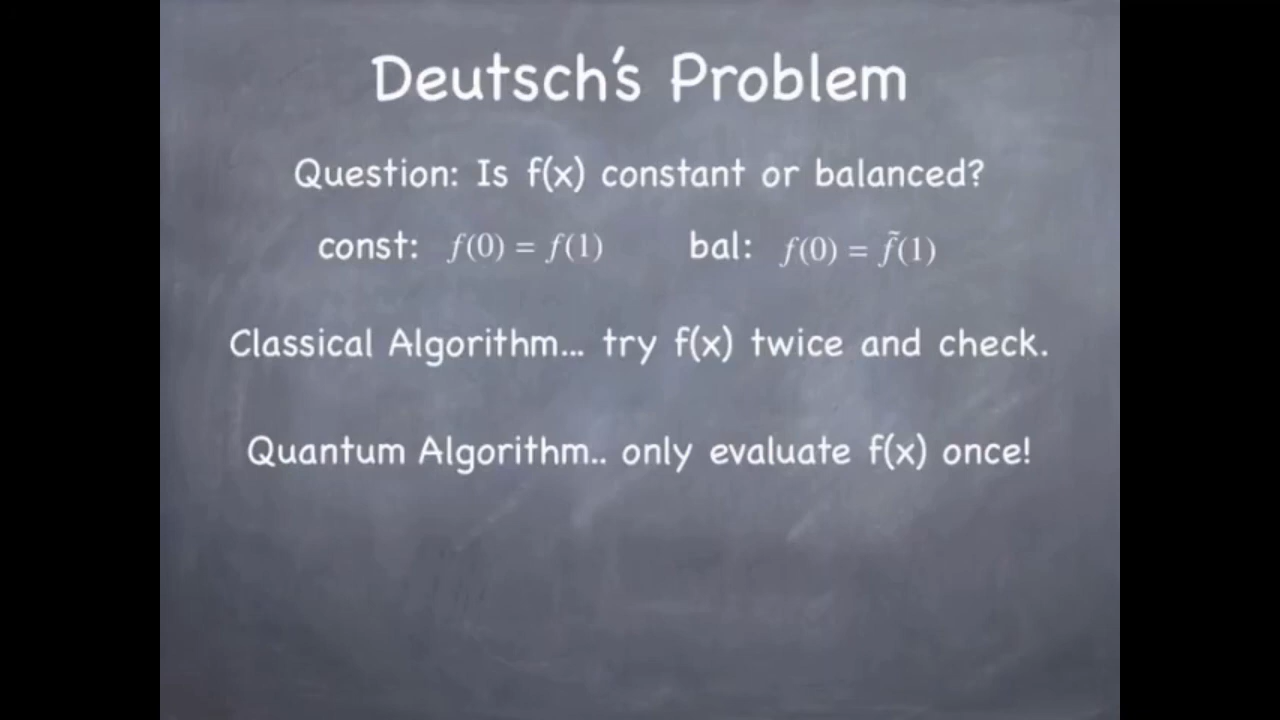 Deutsch's Problem
Question: Is f(x) constant or balanced?
const: f(0) = f(1) bal: f(0) = f̃(1)
Classical Algorithm... try f(x) twice and check.
Quantum Algorithm.. only evaluate f(x) once!